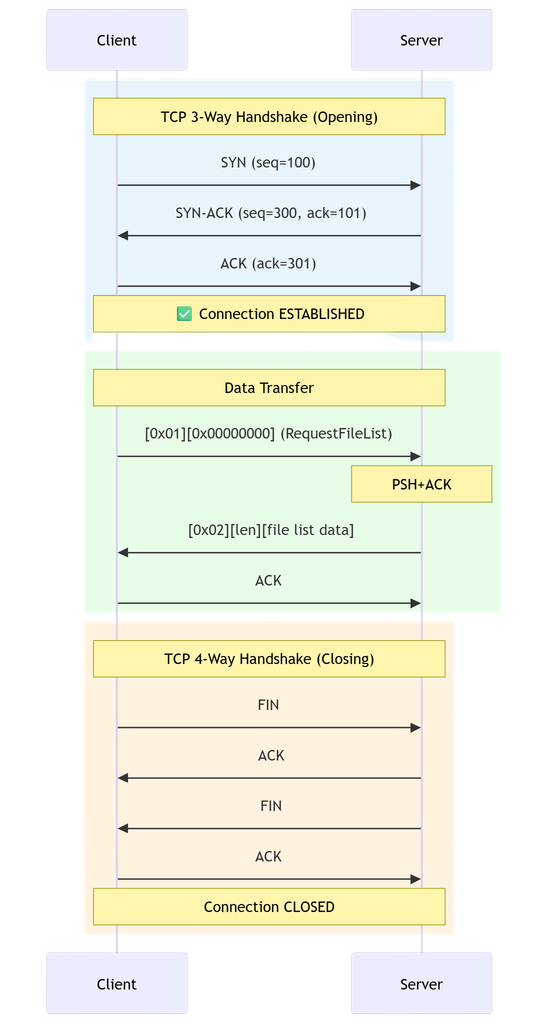 Client Server
TCP 3-Way Handshake (Opening)
SYN (seq=100)
SYN-ACK (seq=300, ack=101)
ACK (ack=301)
✅ Connection ESTABLISHED
Data Transfer
[0x01][0x00000000] (RequestFileList)
PSH+ACK
[0x02][len][file list data]
ACK
TCP 4-Way Handshake (Closing)
FIN
ACK
FIN
ACK
Connection CLOSED
Client Server